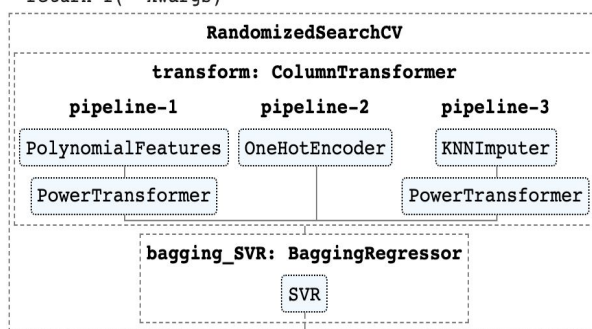 RandomizedSearchCV
transform: ColumnTransformer
pipeline-1 pipeline-2 pipeline-3
PolynomialFeatures OneHotEncoder KNNImputer
PowerTransformer PowerTransformer
bagging_SVR: BaggingRegressor
SVR